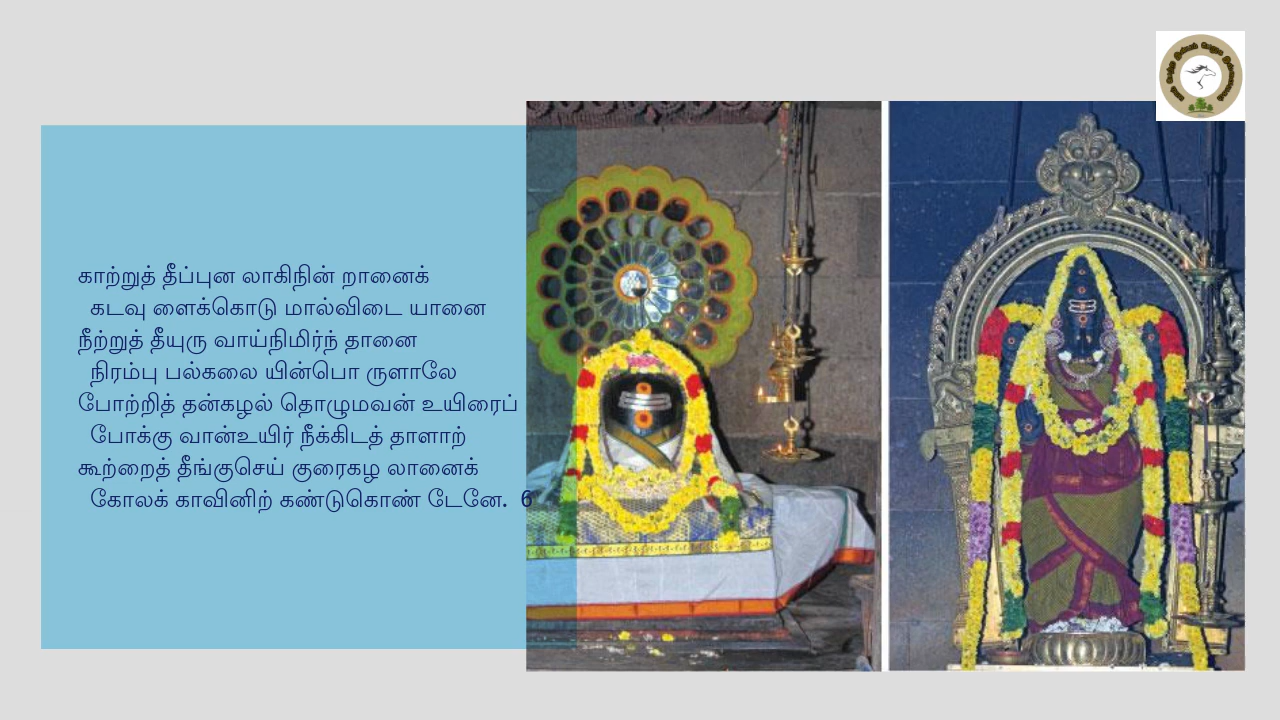 காற்றுத் தீப்புன லாகிநின் றானைக்
கடவு ளைக்கொடு மால்விடை யானை
நீற்றுத் தீயுரு வாய்நிமிர்ந் தானை
நிரம்பு பல்கலை யின்பொ ருளாலே
போற்றித் தன்கழல் தொழுமவன் உயிரைப்
போக்கு வான்உயிர் நீக்கிடத் தாளாற்
கூற்றைத் தீங்குசெய் குரைகழ லானைக்
கோலக் காவினிற் கண்டுகொண் டேனே. 6